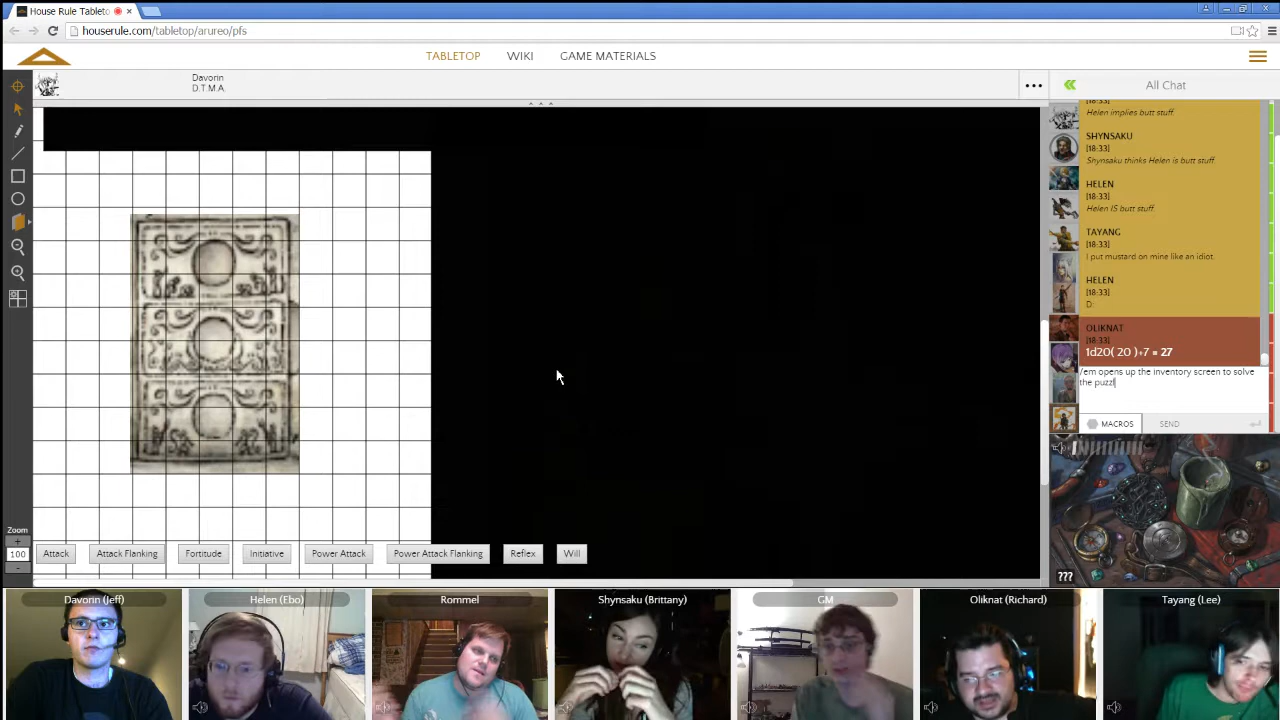 House Rule Tableto
houserule.com/tabletop/arureo/pfs
TABLETOP WIKI GAME MATERIALS
Davorin
D.T.M.A.
All Chat
Helen implies butt stuff.
SHYNSAKU
[18:33]
Shynsaku thinks Helen is butt stuff.
HELEN
[18:33]
Helen IS butt stuff.
TAYANG
[18:33]
I put mustard on mine like an idiot.
HELEN
[18:33]
D:
OLIKNAT
[18:33]
1d20( 20 )+7 = 27
/em opens up the inventory screen to solve
the puzzl
MACROS SEND
Zoom
+
100
-
Attack Attack Flanking Fortitude Initiative Power Attack Power Attack Flanking Reflex Will
???
Davorin (Jeff) Helen (Ebo) Rommel Shynsaku (Brittany) GM Oliknat (Richard) Tayang (Lee)